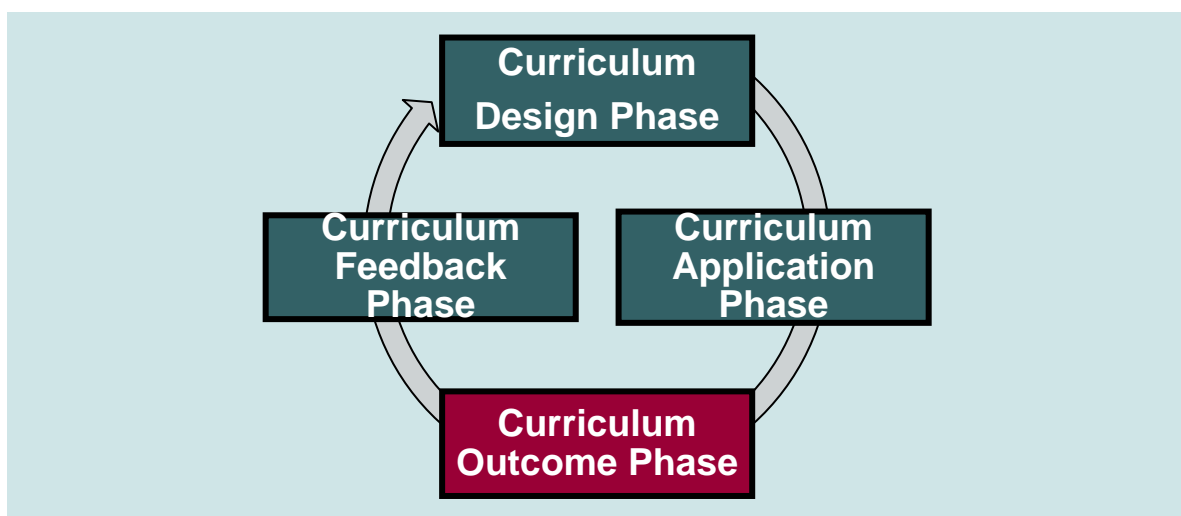 Curriculum
Design Phase
Curriculum
Feedback
Phase
Curriculum
Application
Phase
Curriculum
Outcome Phase